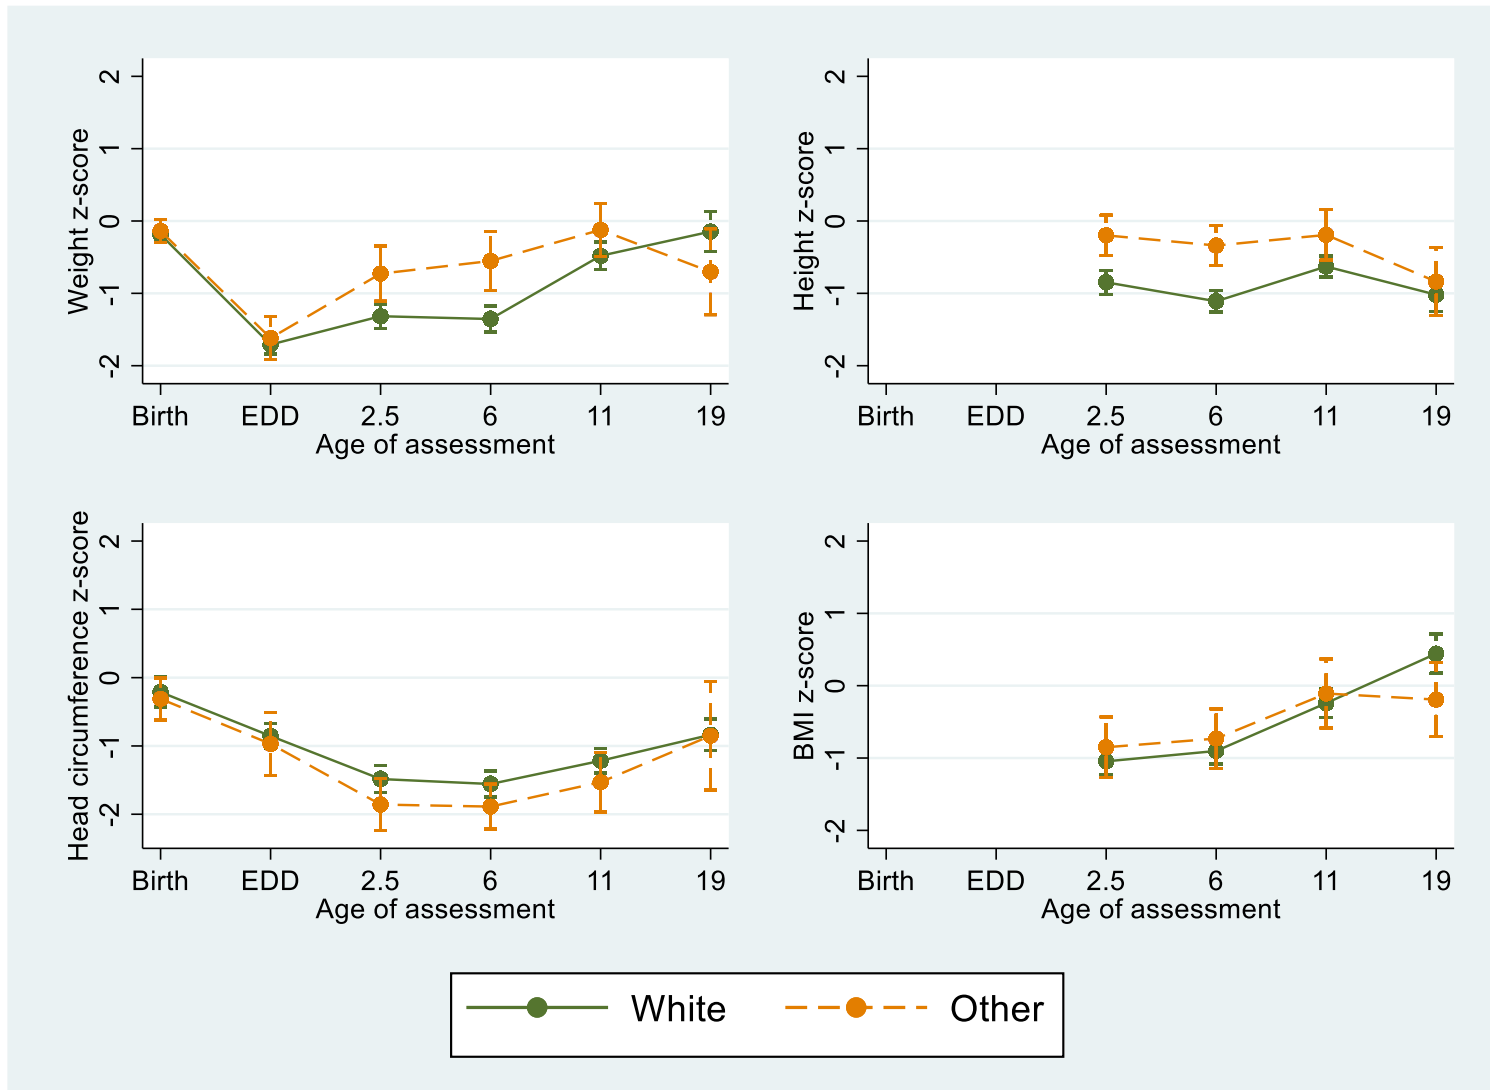 Weight z-score
2
1
0
-1
-2
Birth EDD 2.5 6 11 19
Age of assessment
Height z-score
2
1
0
-1
-2
Birth EDD 2.5 6 11 19
Age of assessment
Head circumference z-score
2
1
0
-1
-2
Birth EDD 2.5 6 11 19
Age of assessment
BMI z-score
2
1
0
-1
-2
Birth EDD 2.5 6 11 19
Age of assessment
White Other